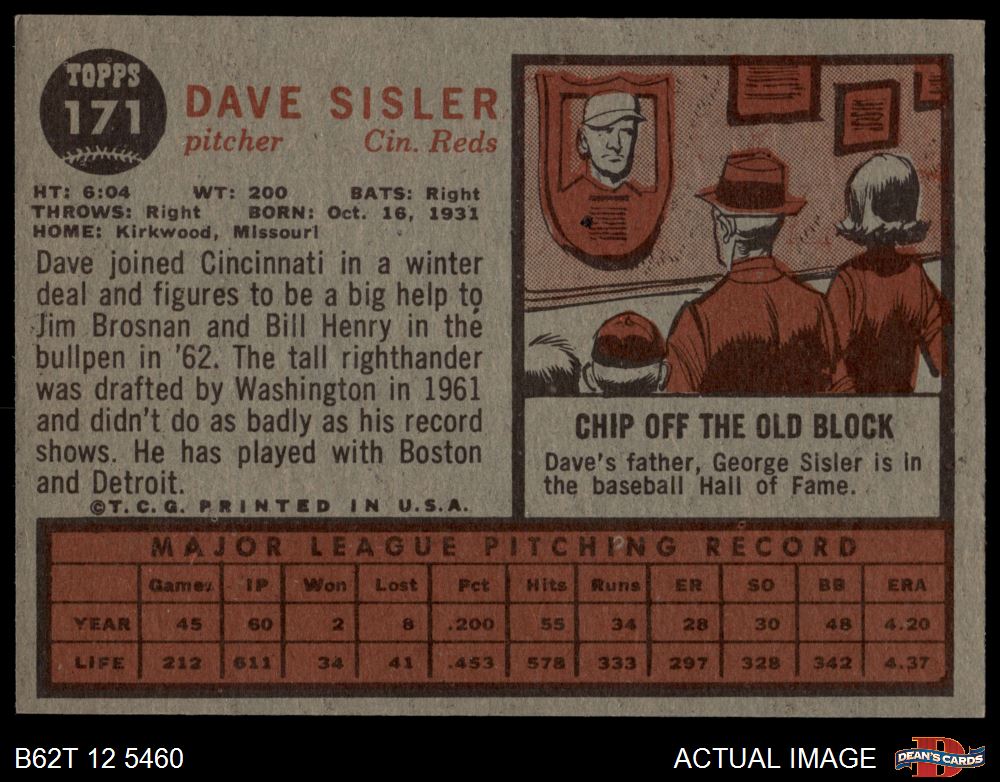 TOPPS
171
DAVE SISLER
pitcher Cin. Reds
HT: 6:04 WT: 200 BATS: Right
THROWS: Right BORN: Oct. 16, 1931
HOME: Kirkwood, Missouri
Dave joined Cincinnati in a winter
deal and figures to be a big help to
Jim Brosnan and Bill Henry in the
bullpen in '62. The tall righthander
was drafted by Washington in 1961
and didn't do as badly as his record
shows. He has played with Boston
and Detroit.
©T. C. G. PRINTED IN U.S.A.
CHIP OFF THE OLD BLOCK
Dave's father, George Sisler is in
the baseball Hall of Fame.
MAJOR LEAGUE PITCHING RECORD
Games IP Won Lost Pct Hits Runs ER SO BB ERA
YEAR 45 60 2 8 .200 55 34 28 30 48 4.20
LIFE 212 611 34 41 .453 578 333 297 328 342 4.37
B62T 12 5460
ACTUAL IMAGE
D
DEAN'S CARDS